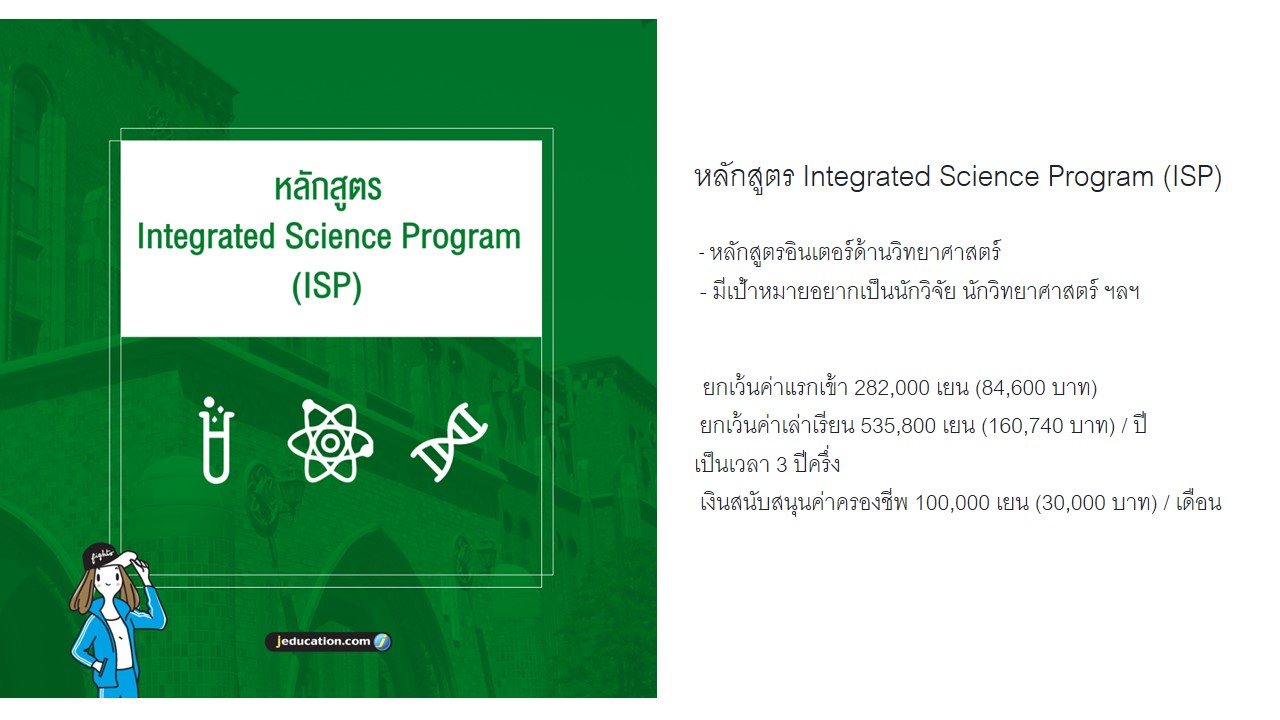 หลักสูตร
Integrated Science Program
(ISP)
fighto
jeducation.com
หลักสูตร Integrated Science Program (ISP)
- หลักสูตรอินเตอร์ด้านวิทยาศาสตร์
- มีเป้าหมายอยากเป็นนักวิจัย นักวิทยาศาสตร์ ฯลฯ
ยกเว้นค่าแรกเข้า 282,000 เยน (84,600 บาท)
ยกเว้นค่าเล่าเรียน 535,800 เยน (160,740 บาท) / ปี
เป็นเวลา 3 ปีครึ่ง
เงินสนับสนุนค่าครองชีพ 100,000 เยน (30,000 บาท) / เดือน